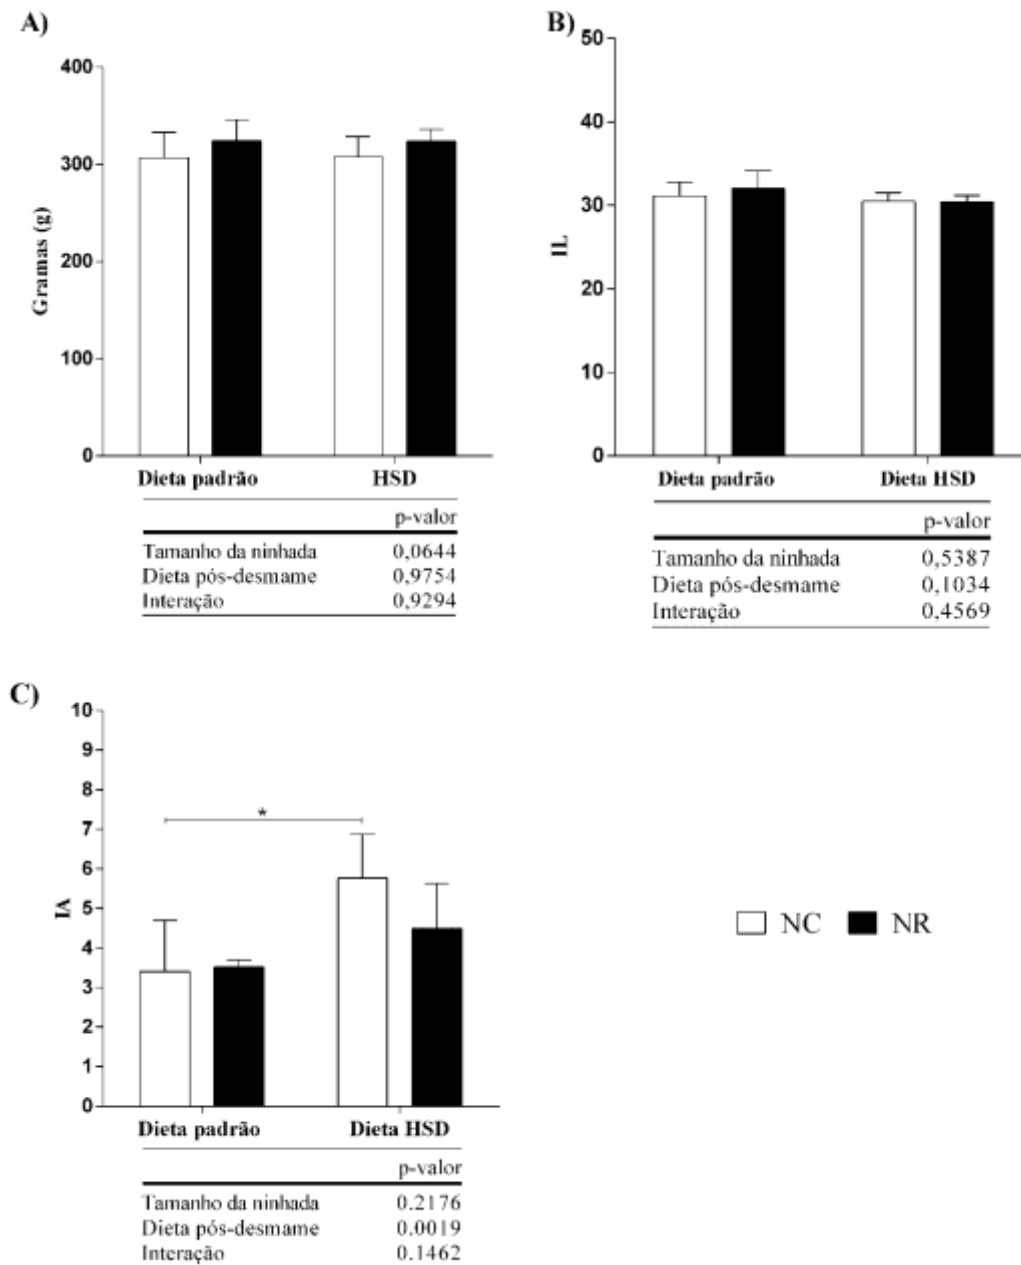 A)
400
300
200
100
0
Gramas (g)
Dieta padrão HSD
p-valor
Tamanho da ninhada 0,0644
Dieta pós-desmame 0,9754
Interação 0,9294
B)
50
40
30
20
10
0
IL
Dieta padrão Dieta HSD
p-valor
Tamanho da ninhada 0,5387
Dieta pós-desmame 0,1034
Interação 0,4569
C)
10
9
8
7
6
5
4
3
2
1
0
IA
*
Dieta padrão Dieta HSD
p-valor
Tamanho da ninhada 0.2176
Dieta pós-desmame 0.0019
Interação 0.1462
NC NR